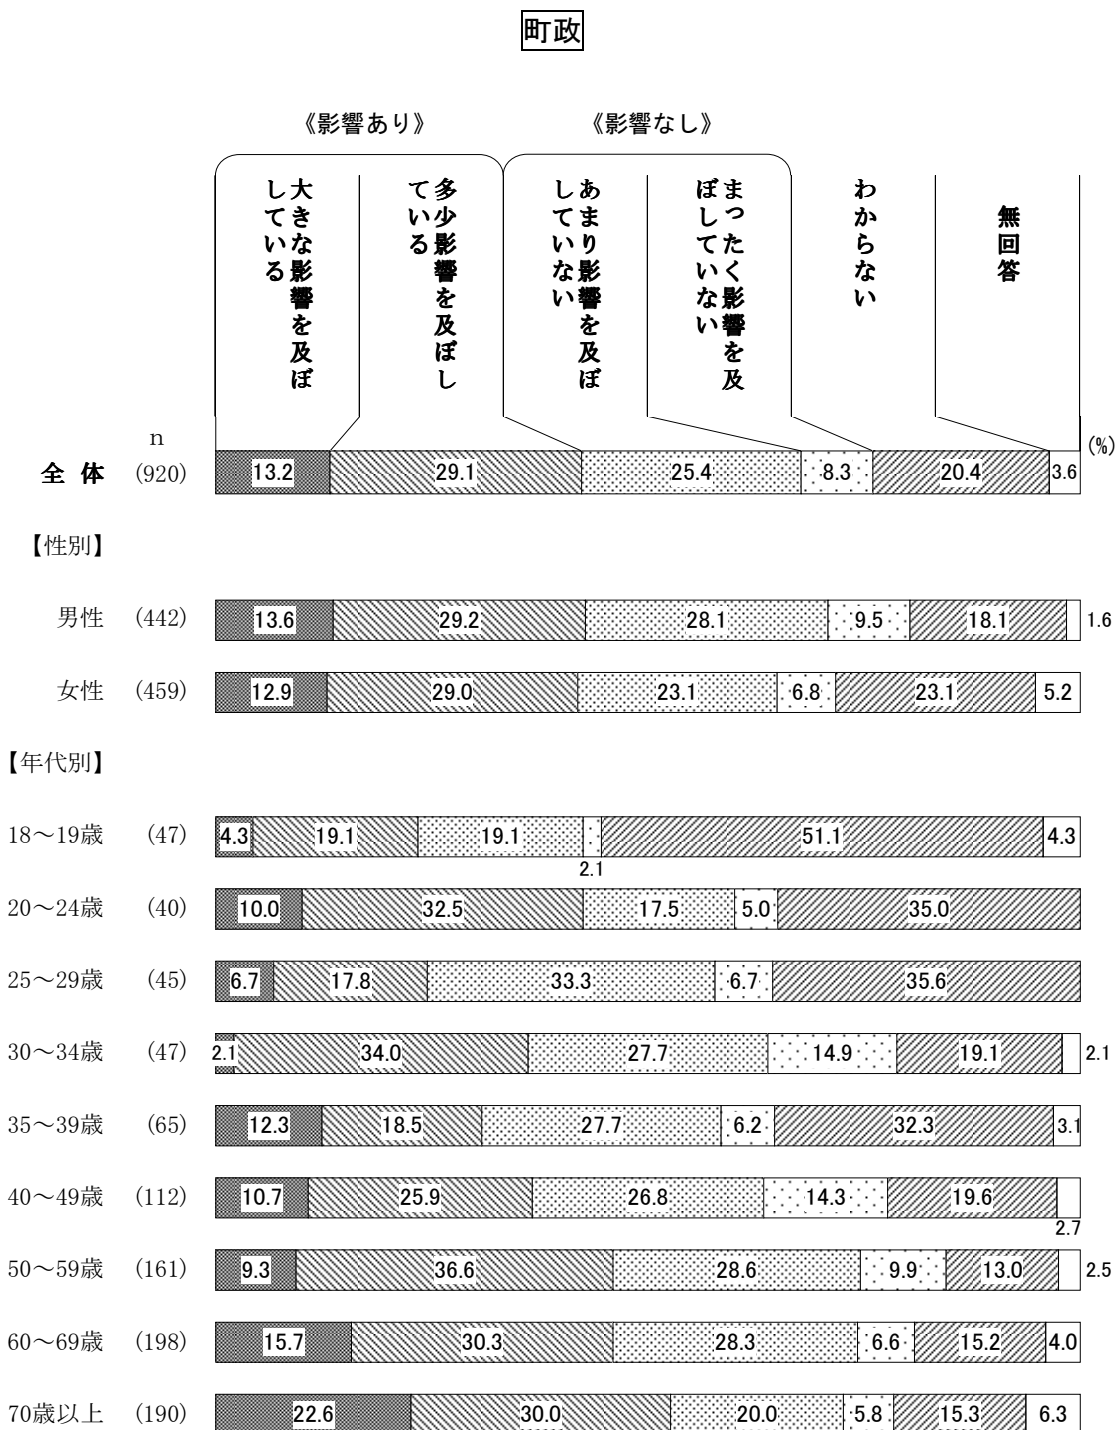 町政
《影響あり》 《影響なし》
大きな影響を及ぼ
している
多少影響を及ぼし
ている
あまり影響を及ぼ
していない
まったく影響を及
ぼしていない
わからない
無回答
n (%)
全 体 (920) 13.2 29.1 25.4 8.3 20.4 3.6
【性別】
男性 (442) 13.6 29.2 28.1 9.5 18.1 1.6
女性 (459) 12.9 29.0 23.1 6.8 23.1 5.2
【年代別】
18～19歳 (47) 4.3 19.1 19.1 2.1 51.1 4.3
20～24歳 (40) 10.0 32.5 17.5 5.0 35.0
25～29歳 (45) 6.7 17.8 33.3 6.7 35.6
30～34歳 (47) 2.1 34.0 27.7 14.9 19.1 2.1
35～39歳 (65) 12.3 18.5 27.7 6.2 32.3 3.1
40～49歳 (112) 10.7 25.9 26.8 14.3 19.6 2.7
50～59歳 (161) 9.3 36.6 28.6 9.9 13.0 2.5
60～69歳 (198) 15.7 30.3 28.3 6.6 15.2 4.0
70歳以上 (190) 22.6 30.0 20.0 5.8 15.3 6.3